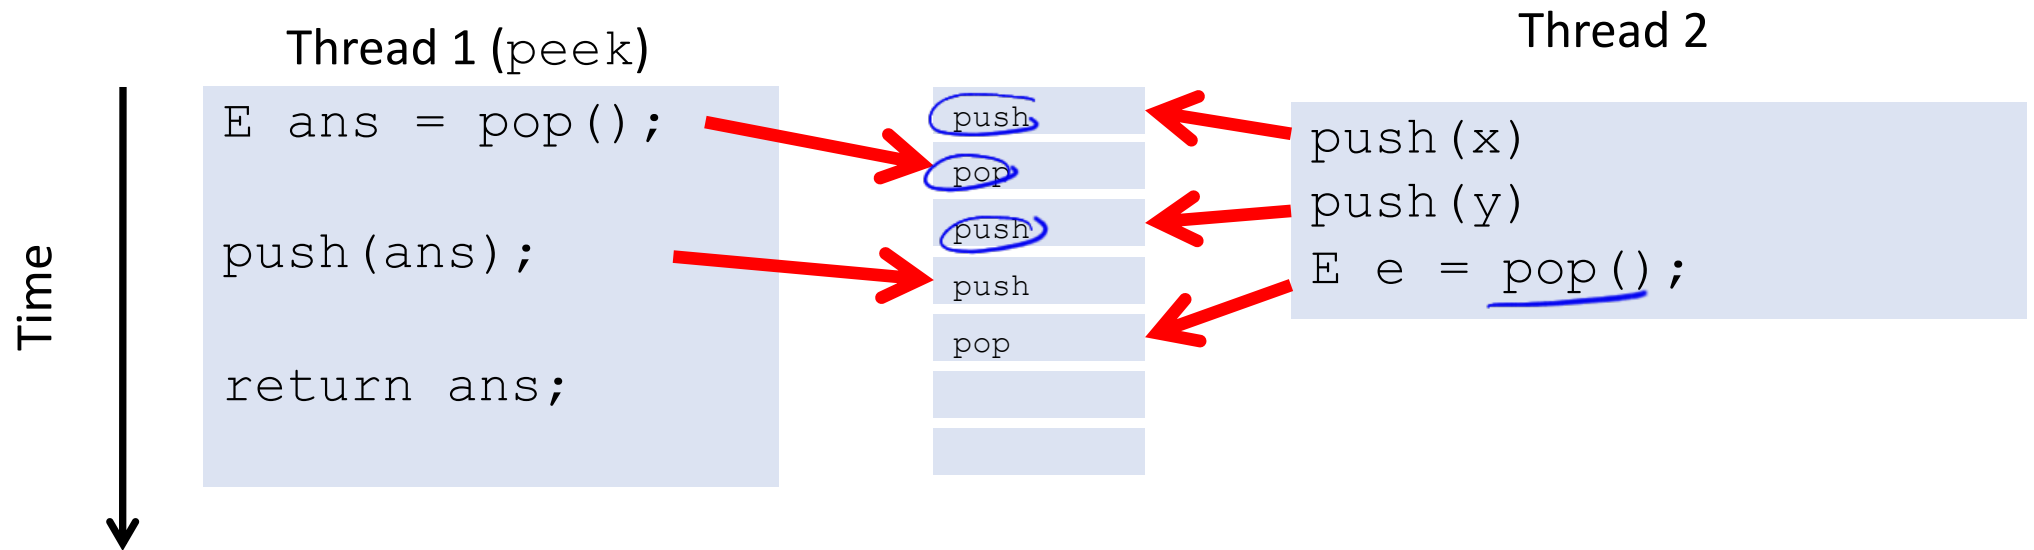 Thread 1 (peek)
E ans = pop();
push(ans);
return ans;
Time
push
pop
push
push
pop
Thread 2
push(x)
push(y)
E e = pop();